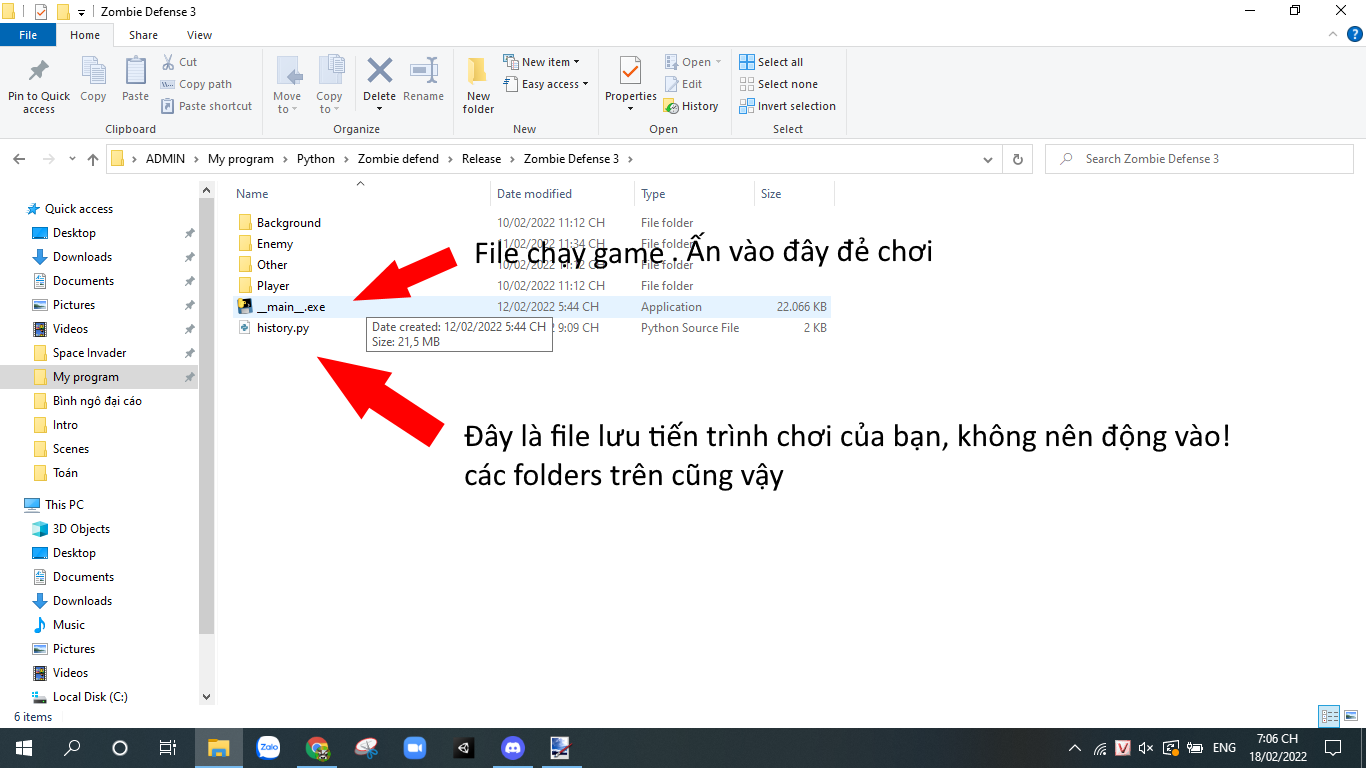 Zombie Defense 3
File Home Share View
Pin to Quick access
Copy
Paste
Cut
Copy path
Paste shortcut
Clipboard
Move to
Copy to
Delete
Rename
Organize
New folder
New item
Easy access
New
Properties
Open
Edit
History
Open
Select all
Select none
Invert selection
Select
ADMIN My program Python Zombie defend Release Zombie Defense 3
Search Zombie Defense 3
Quick access
Desktop
Downloads
Documents
Pictures
Videos
Space Invader
My program
Bình ngô đại cáo
Intro
Scenes
Toán
This PC
3D Objects
Desktop
Documents
Downloads
Music
Pictures
Videos
Local Disk (C:)
Name Date modified Type Size
Background 10/02/2022 11:12 CH File folder
Enemy 11/02/2022 11:34 CH File folder
Other 10/02/2022 11:12 CH File folder
Player 10/02/2022 11:12 CH File folder
__main__.exe 12/02/2022 5:44 CH Application 22.066 KB
history.py 9:09 CH Python Source File 2 KB
Date created: 12/02/2022 5:44 CH
Size: 21,5 MB
File chạy game . Ấn vào đây đẻ chơi
Đây là file lưu tiến trình chơi của bạn, không nên động vào!
các folders trên cũng vậy
6 items
Zalo
V
ENG
7:06 CH
18/02/2022